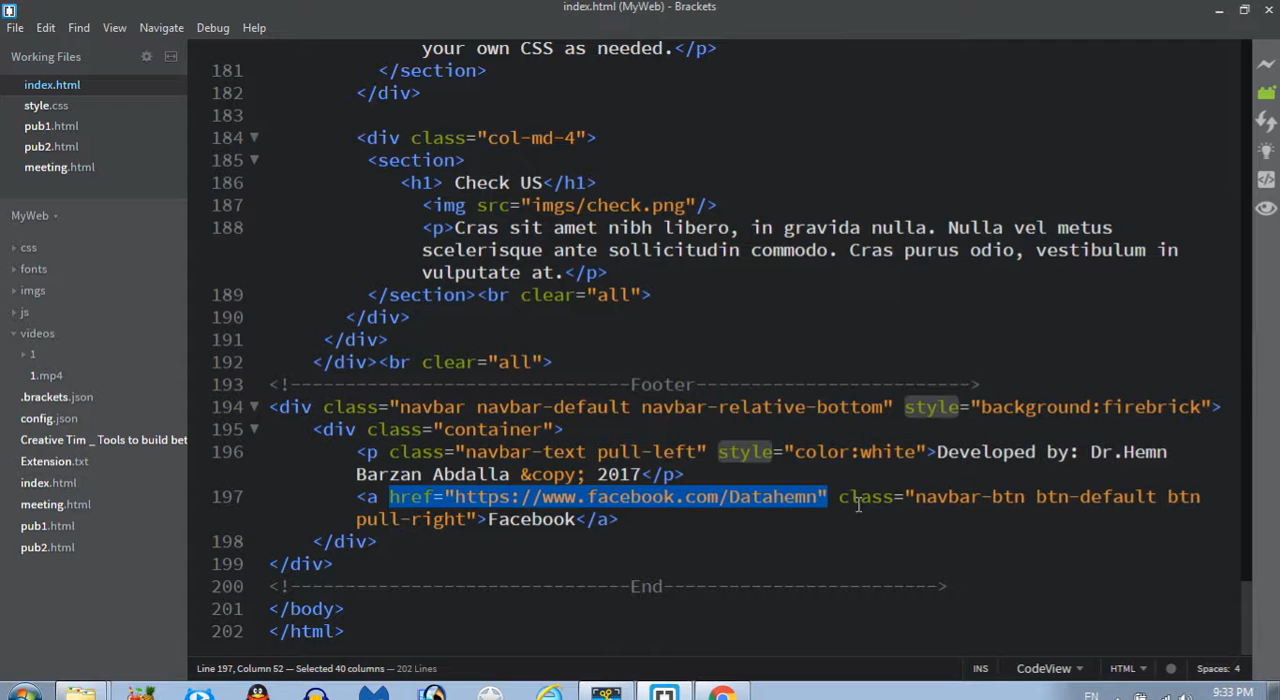 index.html (MyWeb) - Brackets
File Edit Find View Navigate Debug Help
Working Files
index.html
style.css
pub1.html
pub2.html
meeting.html
MyWeb
css
fonts
imgs
js
videos
1
1.mp4
.brackets.json
config.json
Creative Tim _ Tools to build bet
Extension.txt
index.html
meeting.html
pub1.html
pub2.html
your own CSS as needed.</p>
181 </section>
182 </div>
183
184 <div class="col-md-4">
185 <section>
186 <h1> Check US</h1>
187 <img src="imgs/check.png"/>
188 <p>Cras sit amet nibh libero, in gravida nulla. Nulla vel metus
scelerisque ante sollicitudin commodo. Cras purus odio, vestibulum in
vulputate at.</p>
189 </section><br clear="all">
190 </div>
191 </div>
192 </div><br clear="all">
193 <!-------------------------------Footer------------------------->
194 <div class="navbar navbar-default navbar-relative-bottom" style="background:firebrick">
195 <div class="container">
196 <p class="navbar-text pull-left" style="color:white">Developed by: Dr.Hemn
Barzan Abdalla &copy; 2017</p>
197 <a href="https://www.facebook.com/Datahemn" class="navbar-btn btn-default btn
pull-right">Facebook</a>
198 </div>
199 </div>
200 <!-------------------------------End------------------------->
201 </body>
202 </html>
Line 197, Column 52 — Selected 40 columns — 202 Lines
INS CodeView HTML Spaces: 4
EN 9:33 PM